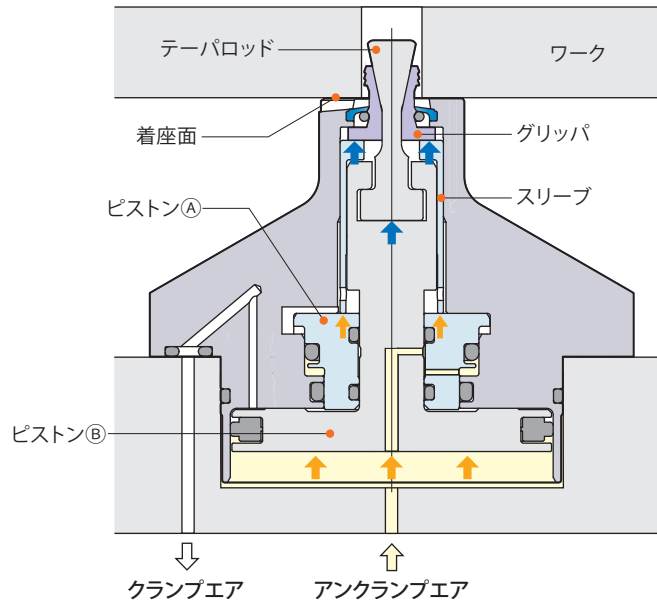 テーパロッド
ワーク
着座面
グリッパ
スリーブ
ピストンⒶ
ピストンⒷ
クランプエア
アンクランプエア